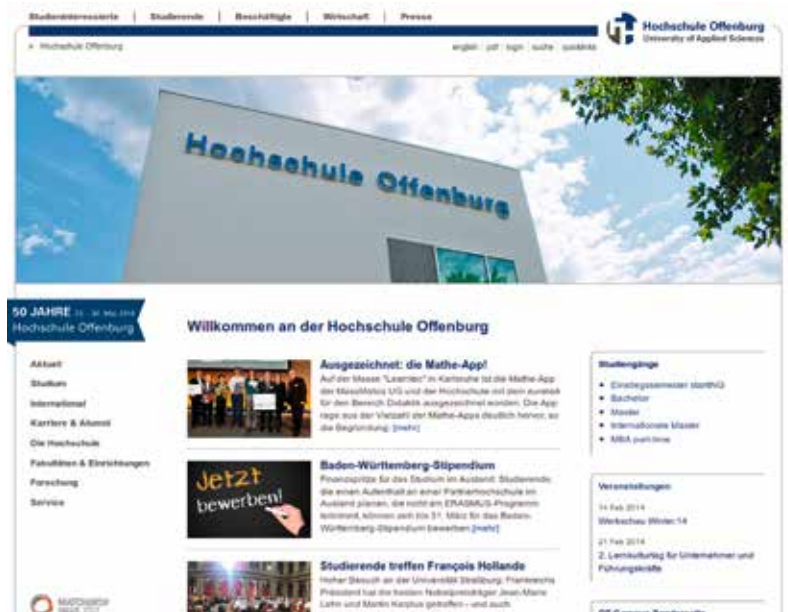 Studieninteressierte | Studierende | Beschäftigte | Wirtschaft | Presse
Hochschule Offenburg
University of Applied Sciences
» Hochschule Offenburg
english | pdf | login | suche | quicklinks
Hochschule Offenburg
50 JAHRE
Hochschule Offenburg
Willkommen an der Hochschule Offenburg
Aktuell
Studium
International
Karriere & Alumni
Die Hochschule
Fakultäten & Einrichtungen
Forschung
Service
Ausgezeichnet: die Mathe-App!
Auf der Messe "Learntec" in Karlsruhe ist die Mathe-App
der MassMatics UG und der Hochschule mit dem
für den Bereich Didaktik ausgezeichnet worden. Die App
rage aus der Vielzahl der Mathe-Apps deutlich hervor, so
die Begründung. [mehr]
Jetzt
bewerben!
Baden-Württemberg-Stipendium
Finanzspritze für das Studium im Ausland: Studierende,
die einen Aufenthalt an einer Partnerhochschule im
Ausland planen, die nicht am ERASMUS-Programm
teilnimmt, können sich bis 31. März für das Baden-
Württemberg-Stipendium bewerben. [mehr]
Studierende treffen François Hollande
Hoher Besuch an der Universität Straßburg: Frankreichs
Präsident hat die beiden Nobelpreisträger Jean-Marie
Lehn und Martin Karplus getroffen – und auch
Studiengänge
• Einstiegssemester startING
• Bachelor
• Master
• Internationale Master
• MBA part-time
Veranstaltungen
14 Feb 2014
Werkschau Winter.14
21 Feb 2014
2. Lernkulturtag für Unternehmer und
Führungskräfte